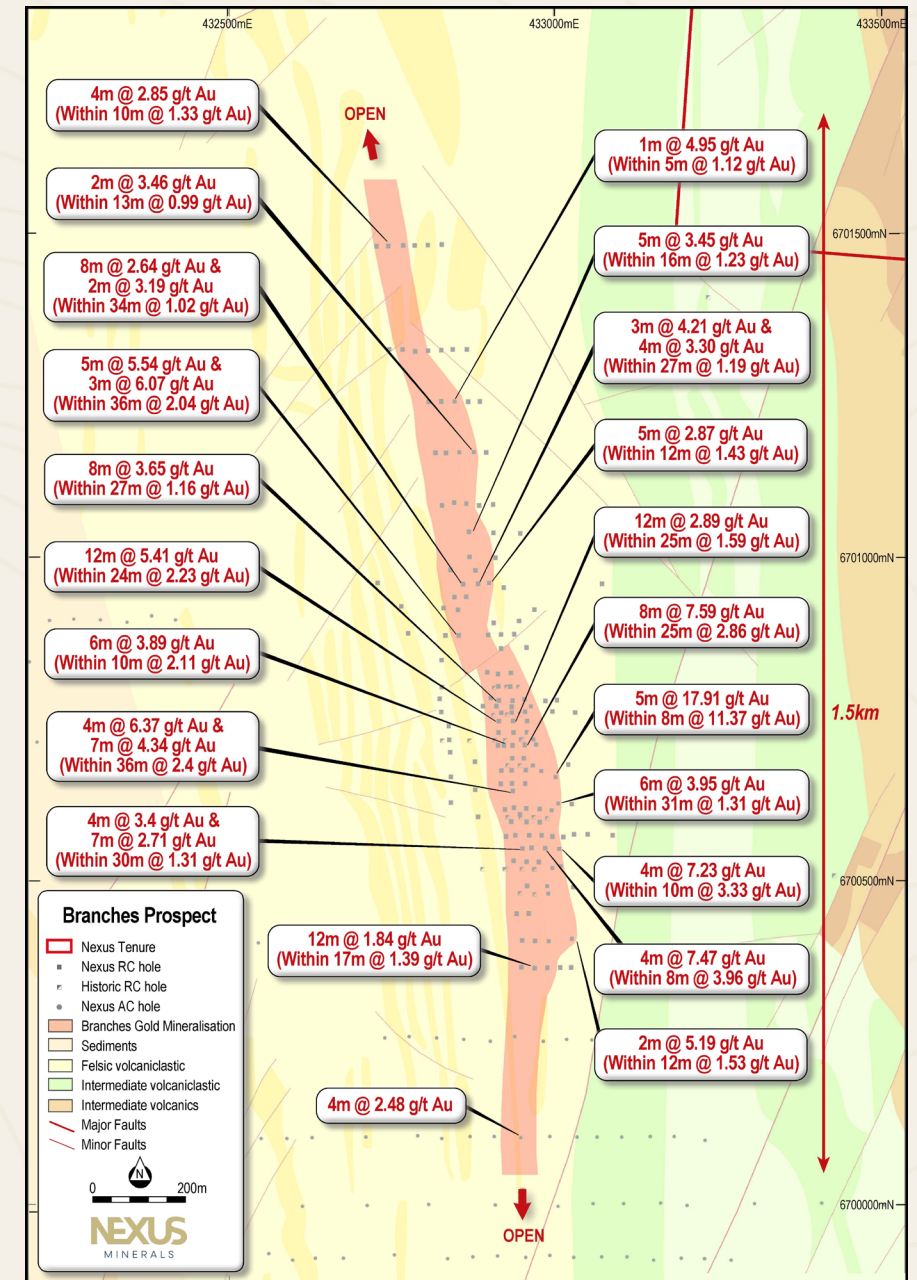 432500mE
433000mE
433500mE
4m @ 2.85 g/t Au
(Within 10m @ 1.33 g/t Au)
OPEN
1m @ 4.95 g/t Au
(Within 5m @ 1.12 g/t Au)
2m @ 3.46 g/t Au
(Within 13m @ 0.99 g/t Au)
6701500mN
5m @ 3.45 g/t Au
(Within 16m @ 1.23 g/t Au)
8m @ 2.64 g/t Au &
2m @ 3.19 g/t Au
(Within 34m @ 1.02 g/t Au)
3m @ 4.21 g/t Au &
4m @ 3.30 g/t Au
(Within 27m @ 1.19 g/t Au)
5m @ 5.54 g/t Au &
3m @ 6.07 g/t Au
(Within 36m @ 2.04 g/t Au)
5m @ 2.87 g/t Au
(Within 12m @ 1.43 g/t Au)
8m @ 3.65 g/t Au
(Within 27m @ 1.16 g/t Au)
12m @ 2.89 g/t Au
(Within 25m @ 1.59 g/t Au)
6701000mN
12m @ 5.41 g/t Au
(Within 24m @ 2.23 g/t Au)
8m @ 7.59 g/t Au
(Within 25m @ 2.86 g/t Au)
6m @ 3.89 g/t Au
(Within 10m @ 2.11 g/t Au)
5m @ 17.91 g/t Au
(Within 8m @ 11.37 g/t Au)
1.5km
4m @ 6.37 g/t Au &
7m @ 4.34 g/t Au
(Within 36m @ 2.4 g/t Au)
6m @ 3.95 g/t Au
(Within 31m @ 1.31 g/t Au)
4m @ 3.4 g/t Au &
7m @ 2.71 g/t Au
(Within 30m @ 1.31 g/t Au)
4m @ 7.23 g/t Au
(Within 10m @ 3.33 g/t Au)
6700500mN
12m @ 1.84 g/t Au
(Within 17m @ 1.39 g/t Au)
4m @ 7.47 g/t Au
(Within 8m @ 3.96 g/t Au)
2m @ 5.19 g/t Au
(Within 12m @ 1.53 g/t Au)
4m @ 2.48 g/t Au
6700000mN
OPEN
Branches Prospect
Nexus Tenure
Nexus RC hole
Historic RC hole
Nexus AC hole
Branches Gold Mineralisation
Sediments
Felsic volcaniclastic
Intermediate volcaniclastic
Intermediate volcanics
Major Faults
Minor Faults
N
0 200m
NEXUS
MINERALS